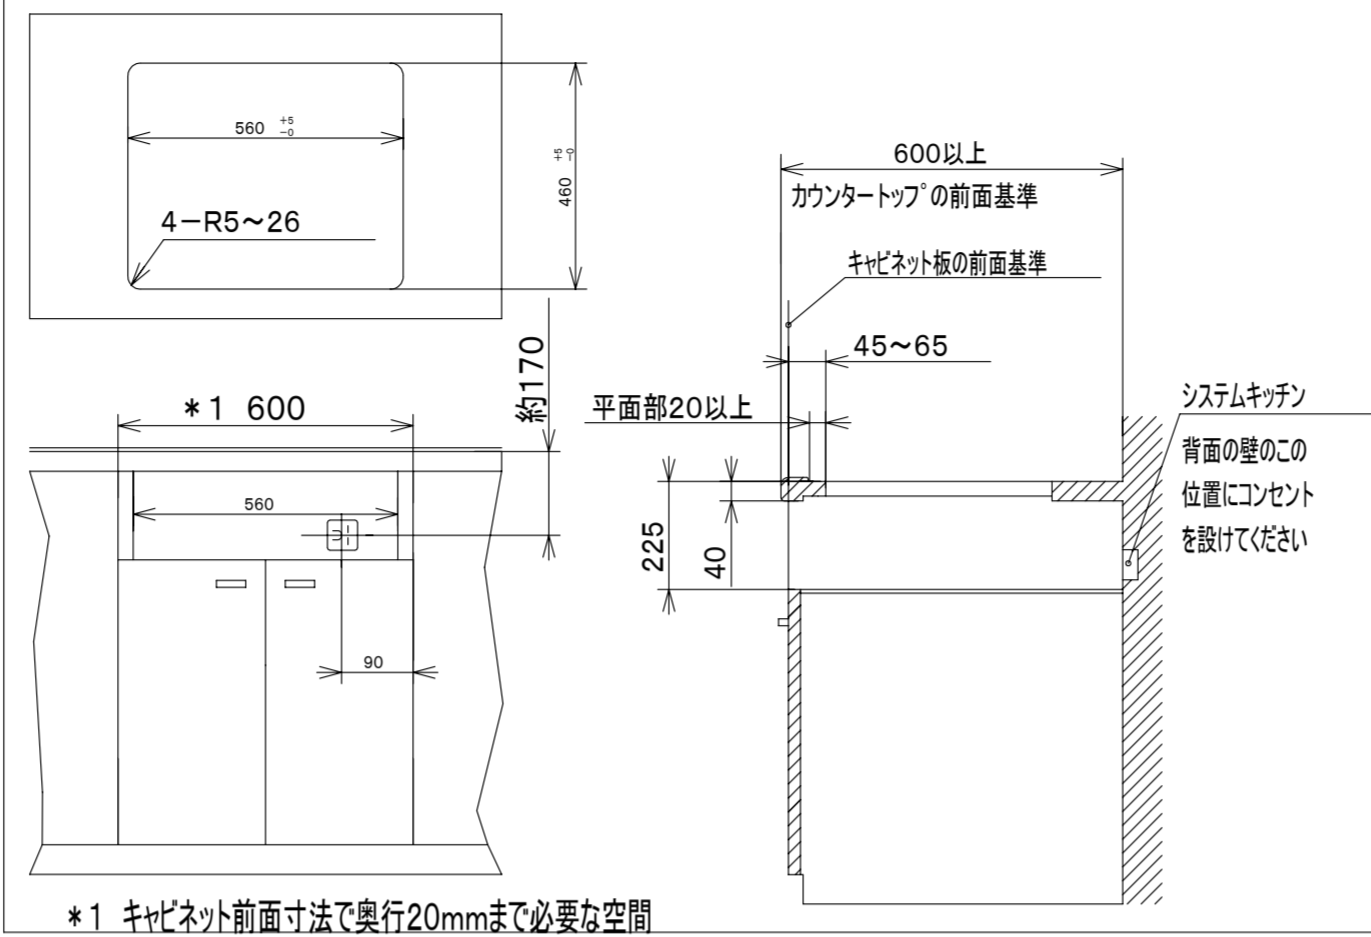 560 +5 -0
460 +5 -0
4−R5～26
約170
*1 600
560
90
600以上
カウンタートップの前面基準
キャビネット板の前面基準
45～65
平面部20以上
225
40
システムキッチン
背面の壁のこの
位置にコンセント
を設けてください
*1 キャビネット前面寸法で奥行20mmまで必要な空間